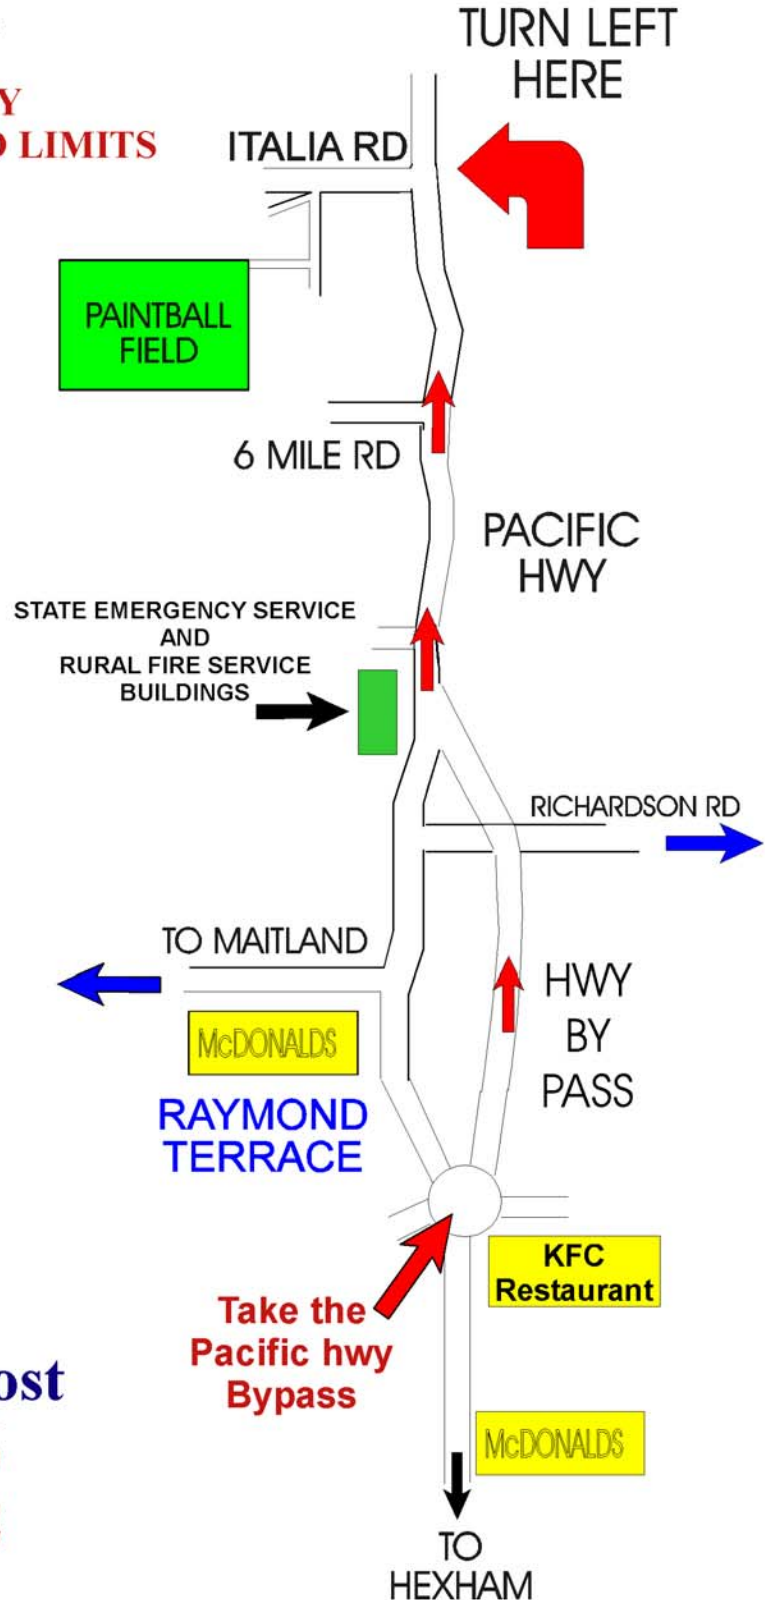 TURN LEFT
HERE
Y
LIMITS
ITALIA RD
PAINTBALL
FIELD
6 MILE RD
PACIFIC
HWY
STATE EMERGENCY SERVICE
AND
RURAL FIRE SERVICE
BUILDINGS
RICHARDSON RD
TO MAITLAND
HWY
BY
PASS
McDONALDS
RAYMOND
TERRACE
KFC
Restaurant
Take the
Pacific hwy
Bypass
ost
McDONALDS
TO
HEXHAM